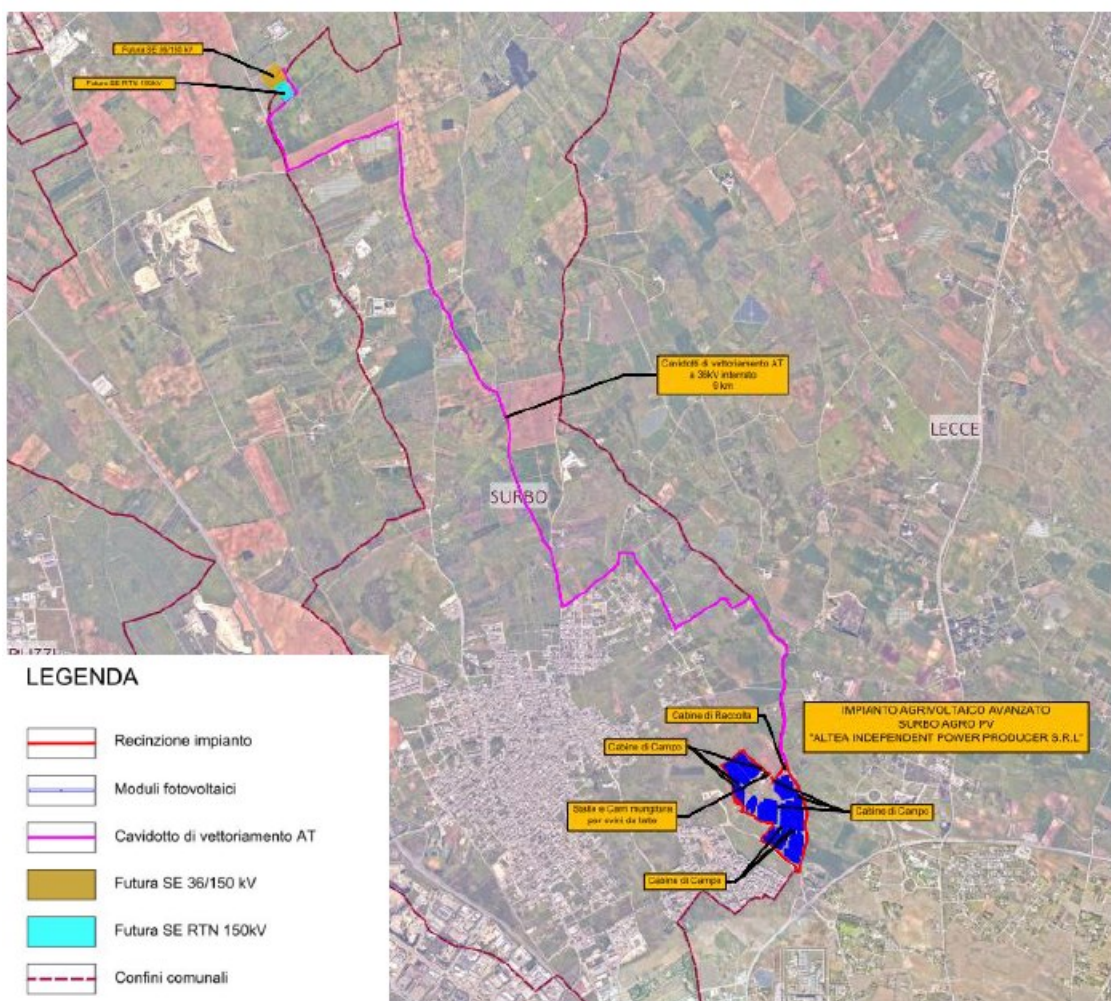 Futura SE 36/150 kV
Futura SE RTN 150kV
Cavidotti di vettoriamento AT
a 36kV interrato
9 km
LECCE
SURBO
IMPIANTO AGRIVOLTAICO AVANZATO
SURBO AGRO PV
"ALTEA INDEPENDENT POWER PRODUCER S.R.L"
Cabine di Raccolta
Cabine di Campo
Stalle e Carri mungitura
per ovini da latte
Cabine di Campo
Cabine di Campo
LEGENDA
Recinzione impianto
Moduli fotovoltaici
Cavidotto di vettoriamento AT
Futura SE 36/150 kV
Futura SE RTN 150kV
Confini comunali